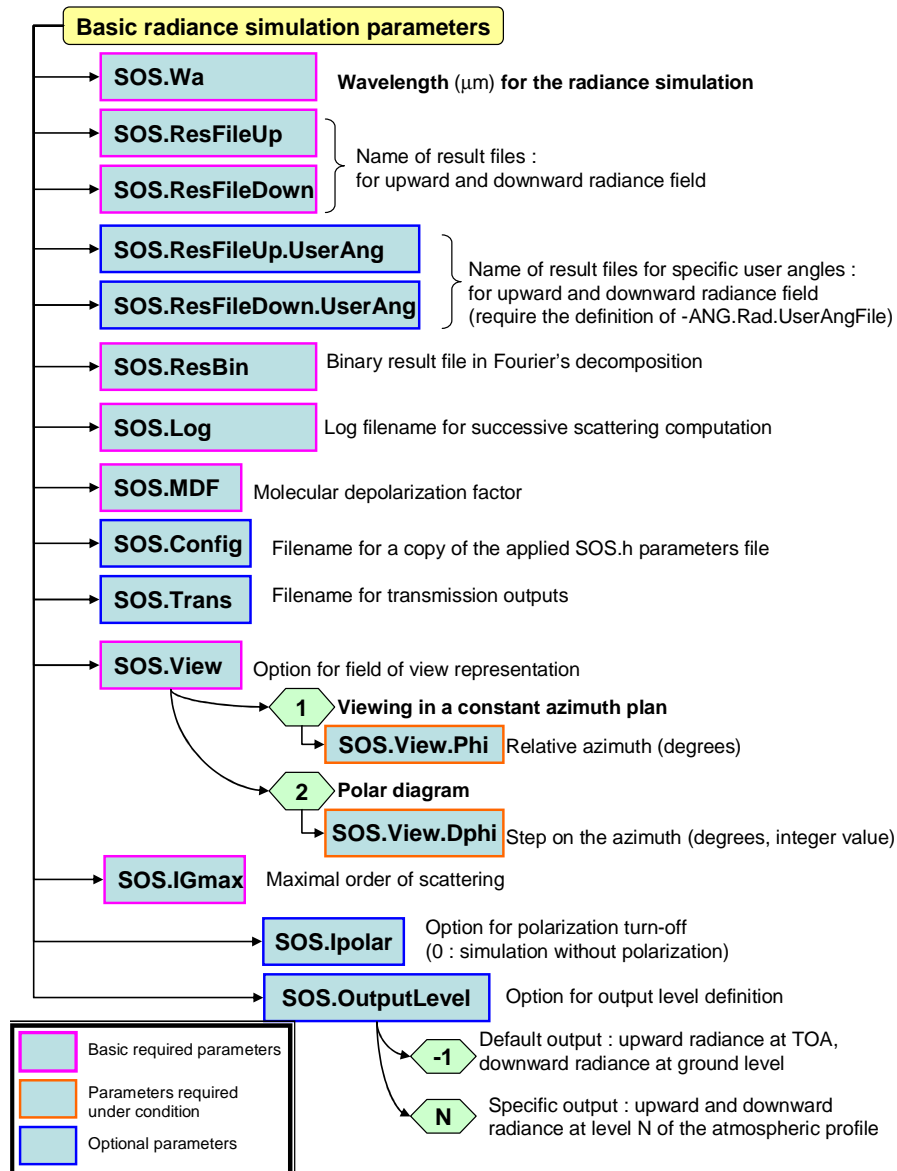 Basic radiance simulation parameters
SOS.Wa
Wavelength (μm) for the radiance simulation
SOS.ResFileUp
SOS.ResFileDown
Name of result files :
for upward and downward radiance field
SOS.ResFileUp.UserAng
SOS.ResFileDown.UserAng
Name of result files for specific user angles :
for upward and downward radiance field
(require the definition of -ANG.Rad.UserAngFile)
SOS.ResBin
Binary result file in Fourier's decomposition
SOS.Log
Log filename for successive scattering computation
SOS.MDF
Molecular depolarization factor
SOS.Config
Filename for a copy of the applied SOS.h parameters file
SOS.Trans
Filename for transmission outputs
SOS.View
Option for field of view representation
1
Viewing in a constant azimuth plan
SOS.View.Phi
Relative azimuth (degrees)
2
Polar diagram
SOS.View.Dphi
Step on the azimuth (degrees, integer value)
SOS.IGmax
Maximal order of scattering
SOS.Ipolar
Option for polarization turn-off
(0 : simulation without polarization)
SOS.OutputLevel
Option for output level definition
-1
Default output : upward radiance at TOA,
downward radiance at ground level
N
Specific output : upward and downward
radiance at level N of the atmospheric profile
Basic required parameters
Parameters required
under condition
Optional parameters